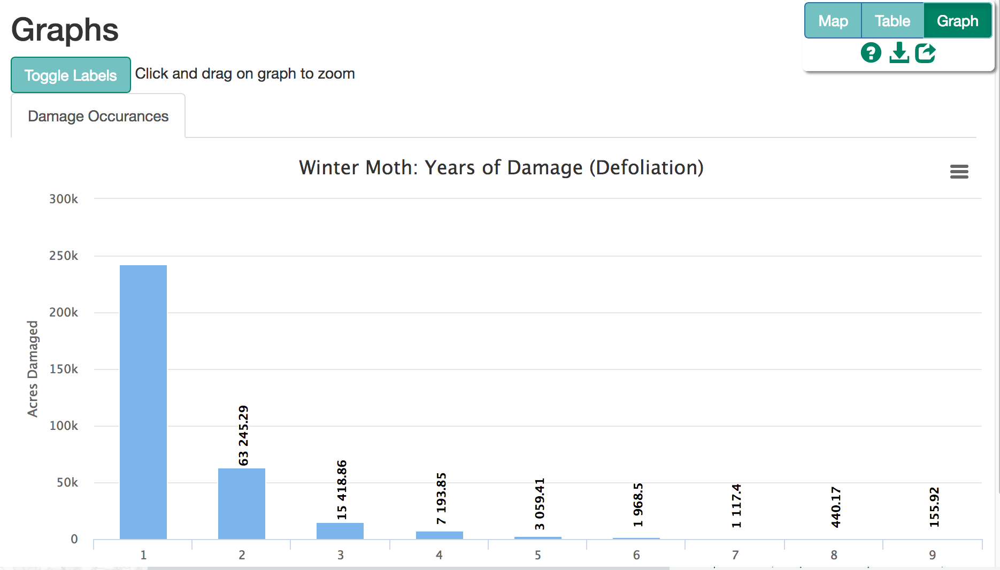 Graphs
Map
Table
Graph
?
Toggle Labels
Click and drag on graph to zoom
Damage Occurances
Winter Moth: Years of Damage (Defoliation)
Acres Damaged
300k
250k
200k
150k
100k
50k
0
63 245.29
15 418.86
7 193.85
3 059.41
1 968.5
1 117.4
440.17
155.92
1
2
3
4
5
6
7
8
9